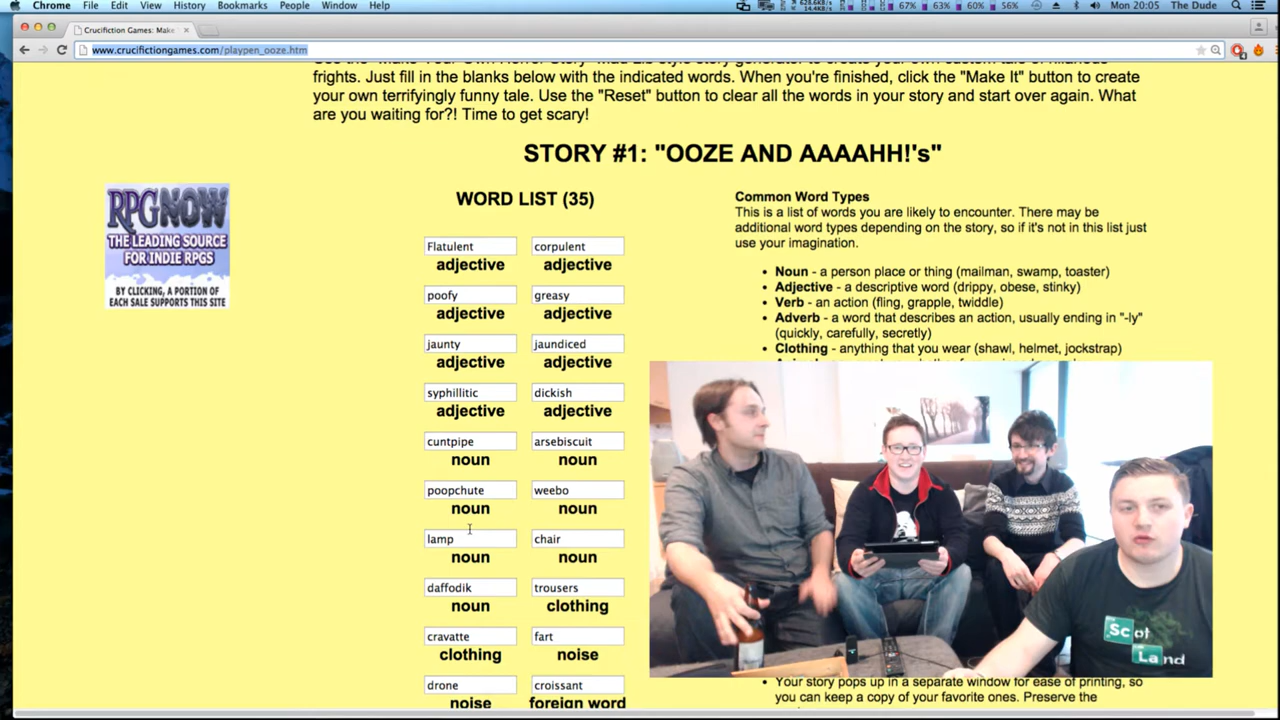 Chrome File Edit View History Bookmarks People Window Help 67% 63% 60% 56% Mon 20:05 The Dude
Crucifiction Games: Make
www.crucifictiongames.com/playpen_ooze.htm
frights. Just fill in the blanks below with the indicated words. When you're finished, click the "Make It" button to create
your own terrifyingly funny tale. Use the "Reset" button to clear all the words in your story and start over again. What
are you waiting for?! Time to get scary!
STORY #1: "OOZE AND AAAAHH!'s"
RPGNOW
THE LEADING SOURCE
FOR INDIE RPGS
BY CLICKING, A PORTION OF
EACH SALE SUPPORTS THIS SITE
WORD LIST (35)
Flatulent corpulent
adjective adjective
poofy greasy
adjective adjective
jaunty jaundiced
adjective adjective
syphillitic dickish
adjective adjective
cuntpipe arsebiscuit
noun noun
poopchute weebo
noun noun
lamp chair
noun noun
daffodik trousers
noun clothing
cravatte fart
clothing noise
drone croissant
noise foreign word
Common Word Types
This is a list of words you are likely to encounter. There may be
additional word types depending on the story, so if it's not in this list just
use your imagination.
• Noun - a person place or thing (mailman, swamp, toaster)
• Adjective - a descriptive word (drippy, obese, stinky)
• Verb - an action (fling, grapple, twiddle)
• Adverb - a word that describes an action, usually ending in "-ly"
(quickly, carefully, secretly)
• Clothing - anything that you wear (shawl, helmet, jockstrap)
Sc ot
La nd
• Your story pops up in a separate window for ease of printing, so
you can keep a copy of your favorite ones. Preserve the